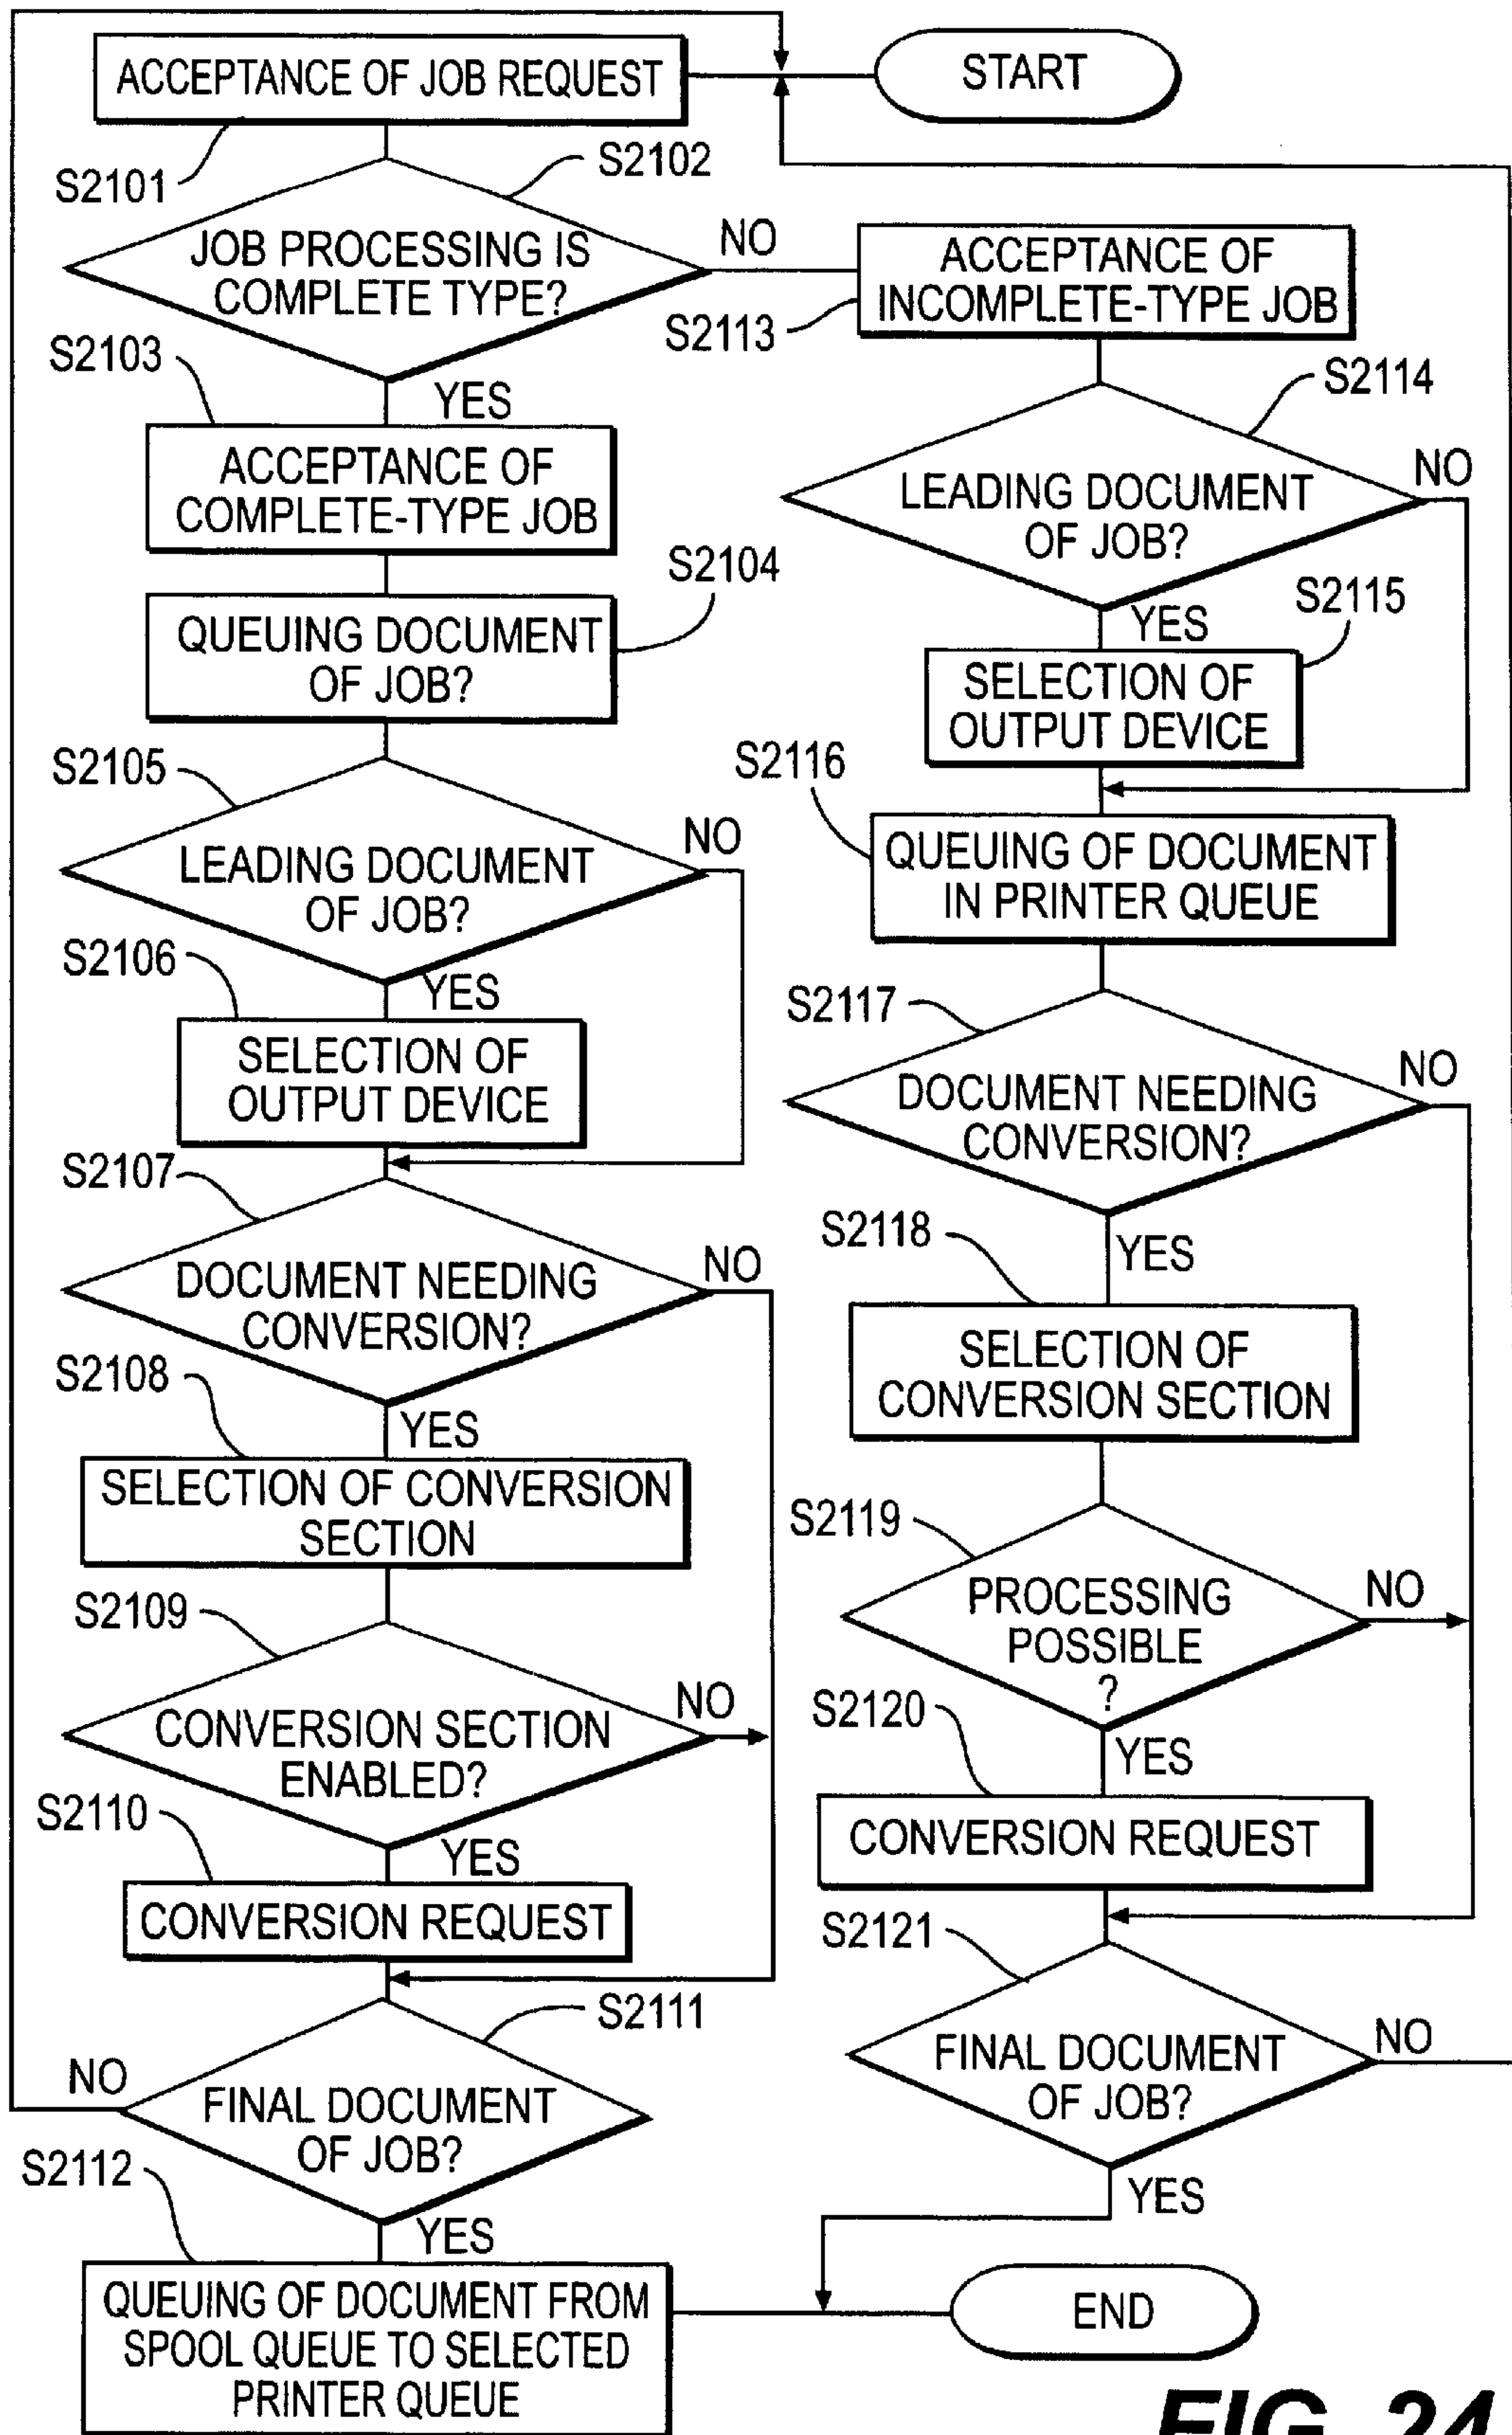 START
ACCEPTANCE OF JOB REQUEST
S2101
S2102
JOB PROCESSING IS
COMPLETE TYPE?
NO
YES
S2103
ACCEPTANCE OF
COMPLETE-TYPE JOB
S2104
QUEUING DOCUMENT
OF JOB?
S2105
LEADING DOCUMENT
OF JOB?
NO
YES
S2106
SELECTION OF
OUTPUT DEVICE
S2107
DOCUMENT NEEDING
CONVERSION?
NO
YES
S2108
SELECTION OF CONVERSION
SECTION
S2109
CONVERSION SECTION
ENABLED?
NO
YES
S2110
CONVERSION REQUEST
S2111
FINAL DOCUMENT
OF JOB?
NO
YES
S2112
QUEUING OF DOCUMENT FROM
SPOOL QUEUE TO SELECTED
PRINTER QUEUE
ACCEPTANCE OF
INCOMPLETE-TYPE JOB
S2113
S2114
LEADING DOCUMENT
OF JOB?
NO
YES
S2115
SELECTION OF
OUTPUT DEVICE
S2116
QUEUING OF DOCUMENT
IN PRINTER QUEUE
S2117
DOCUMENT NEEDING
CONVERSION?
NO
YES
S2118
SELECTION OF
CONVERSION SECTION
S2119
PROCESSING
POSSIBLE
?
NO
YES
S2120
CONVERSION REQUEST
S2121
FINAL DOCUMENT
OF JOB?
NO
YES
END
FIG. 24